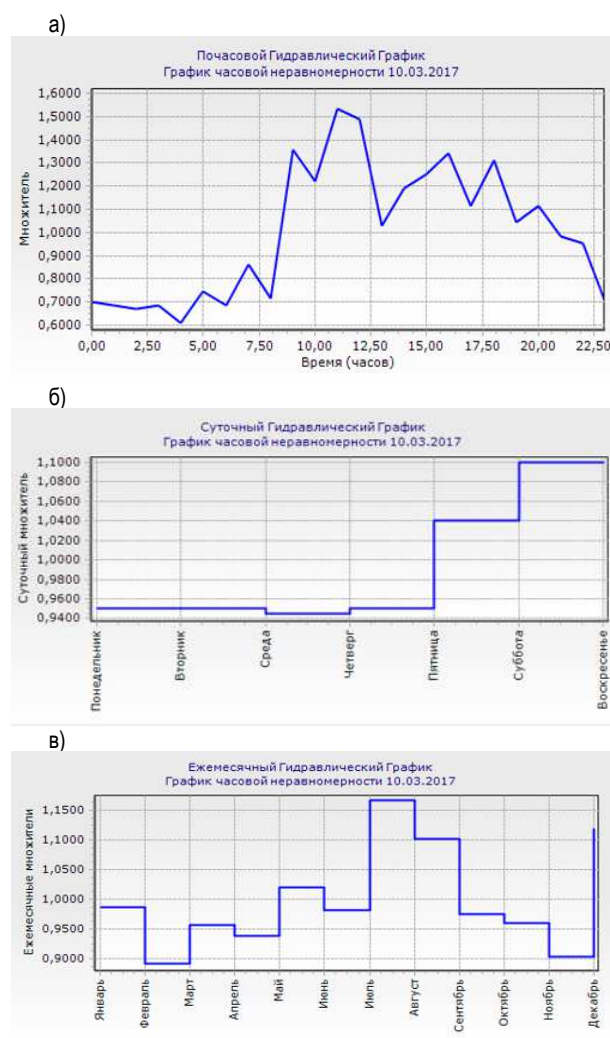 а)
Почасовой Гидравлический График
График часовой неравномерности 10.03.2017
Множитель
1,6000
1,5000
1,4000
1,3000
1,2000
1,1000
1,0000
0,9000
0,8000
0,7000
0,6000
0,00 2,50 5,00 7,50 10,00 12,50 15,00 17,50 20,00 22,50
Время (часов)
б)
Суточный Гидравлический График
График часовой неравномерности 10.03.2017
Суточный множитель
1,1000
1,0800
1,0600
1,0400
1,0200
1,0000
0,9800
0,9600
0,9400
Понедельник Вторник Среда Четверг Пятница Суббота Воскресенье
в)
Ежемесячный Гидравлический График
График часовой неравномерности 10.03.2017
Ежемесячные множители
1,1500
1,1000
1,0500
1,0000
0,9500
0,9000
Январь Февраль Март Апрель Май Июнь Июль Август Сентябрь Октябрь Ноябрь Декабрь